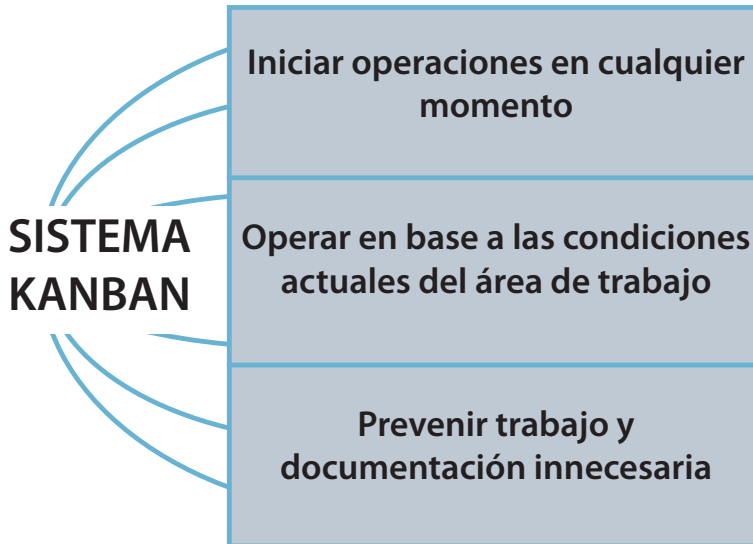 Iniciar operaciones en cualquier
momento
SISTEMA
KANBAN
Operar en base a las condiciones
actuales del área de trabajo
Prevenir trabajo y
documentación innecesaria